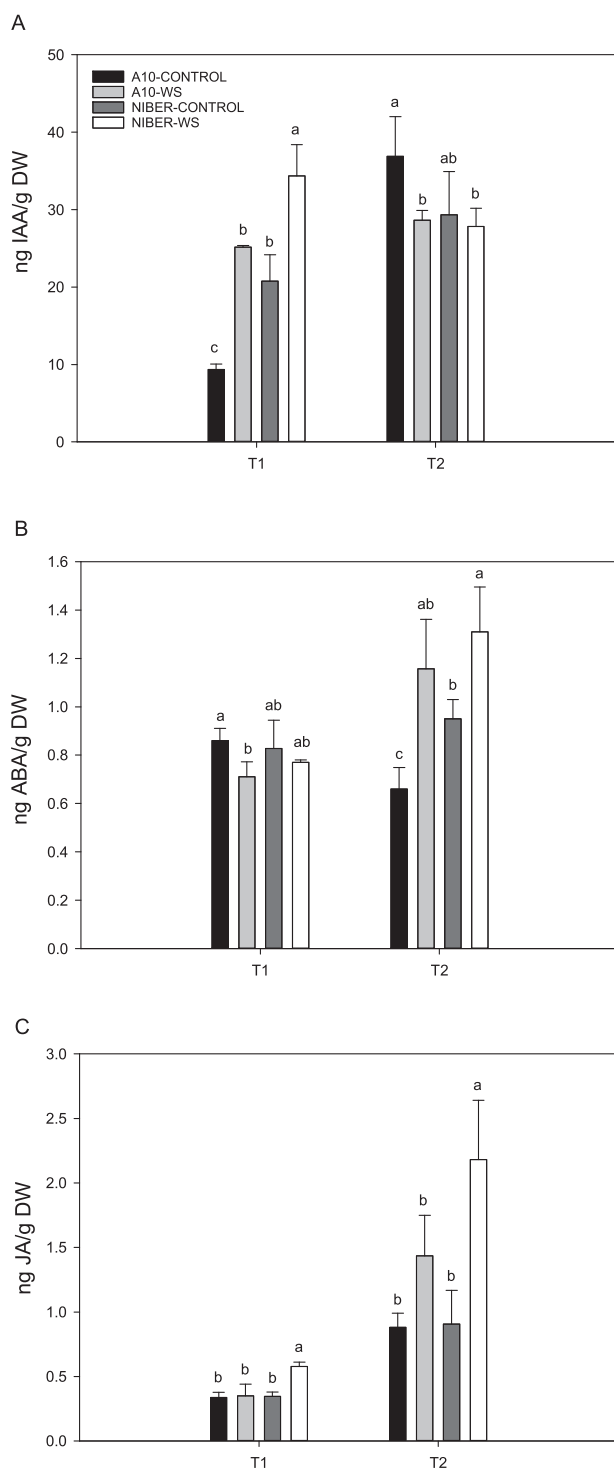 A
ng IAA/g DW
50
40
30
20
10
0
A10-CONTROL
A10-WS
NIBER-CONTROL
NIBER-WS
c
b
b
a
a
b
ab
b
T1
T2
B
ng ABA/g DW
1.6
1.4
1.2
1.0
0.8
0.6
0.4
0.2
0.0
a
b
ab
ab
c
ab
b
a
T1
T2
C
ng JA/g DW
3.0
2.5
2.0
1.5
1.0
0.5
0.0
b
b
b
a
b
b
b
a
T1
T2